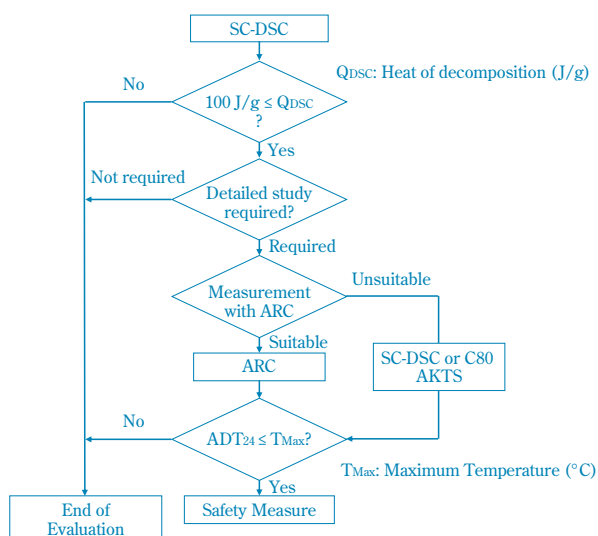 SC-DSC
QDSC: Heat of decomposition (J/g)
No
100 J/g ≤ QDSC
?
Yes
Not required
Detailed study
required?
Required
Unsuitable
Measurement
with ARC
Suitable
ARC
SC-DSC or C80
AKTS
No
ADT24 ≤ TMax?
TMax: Maximum Temperature (°C)
Yes
End of
Evaluation
Safety Measure